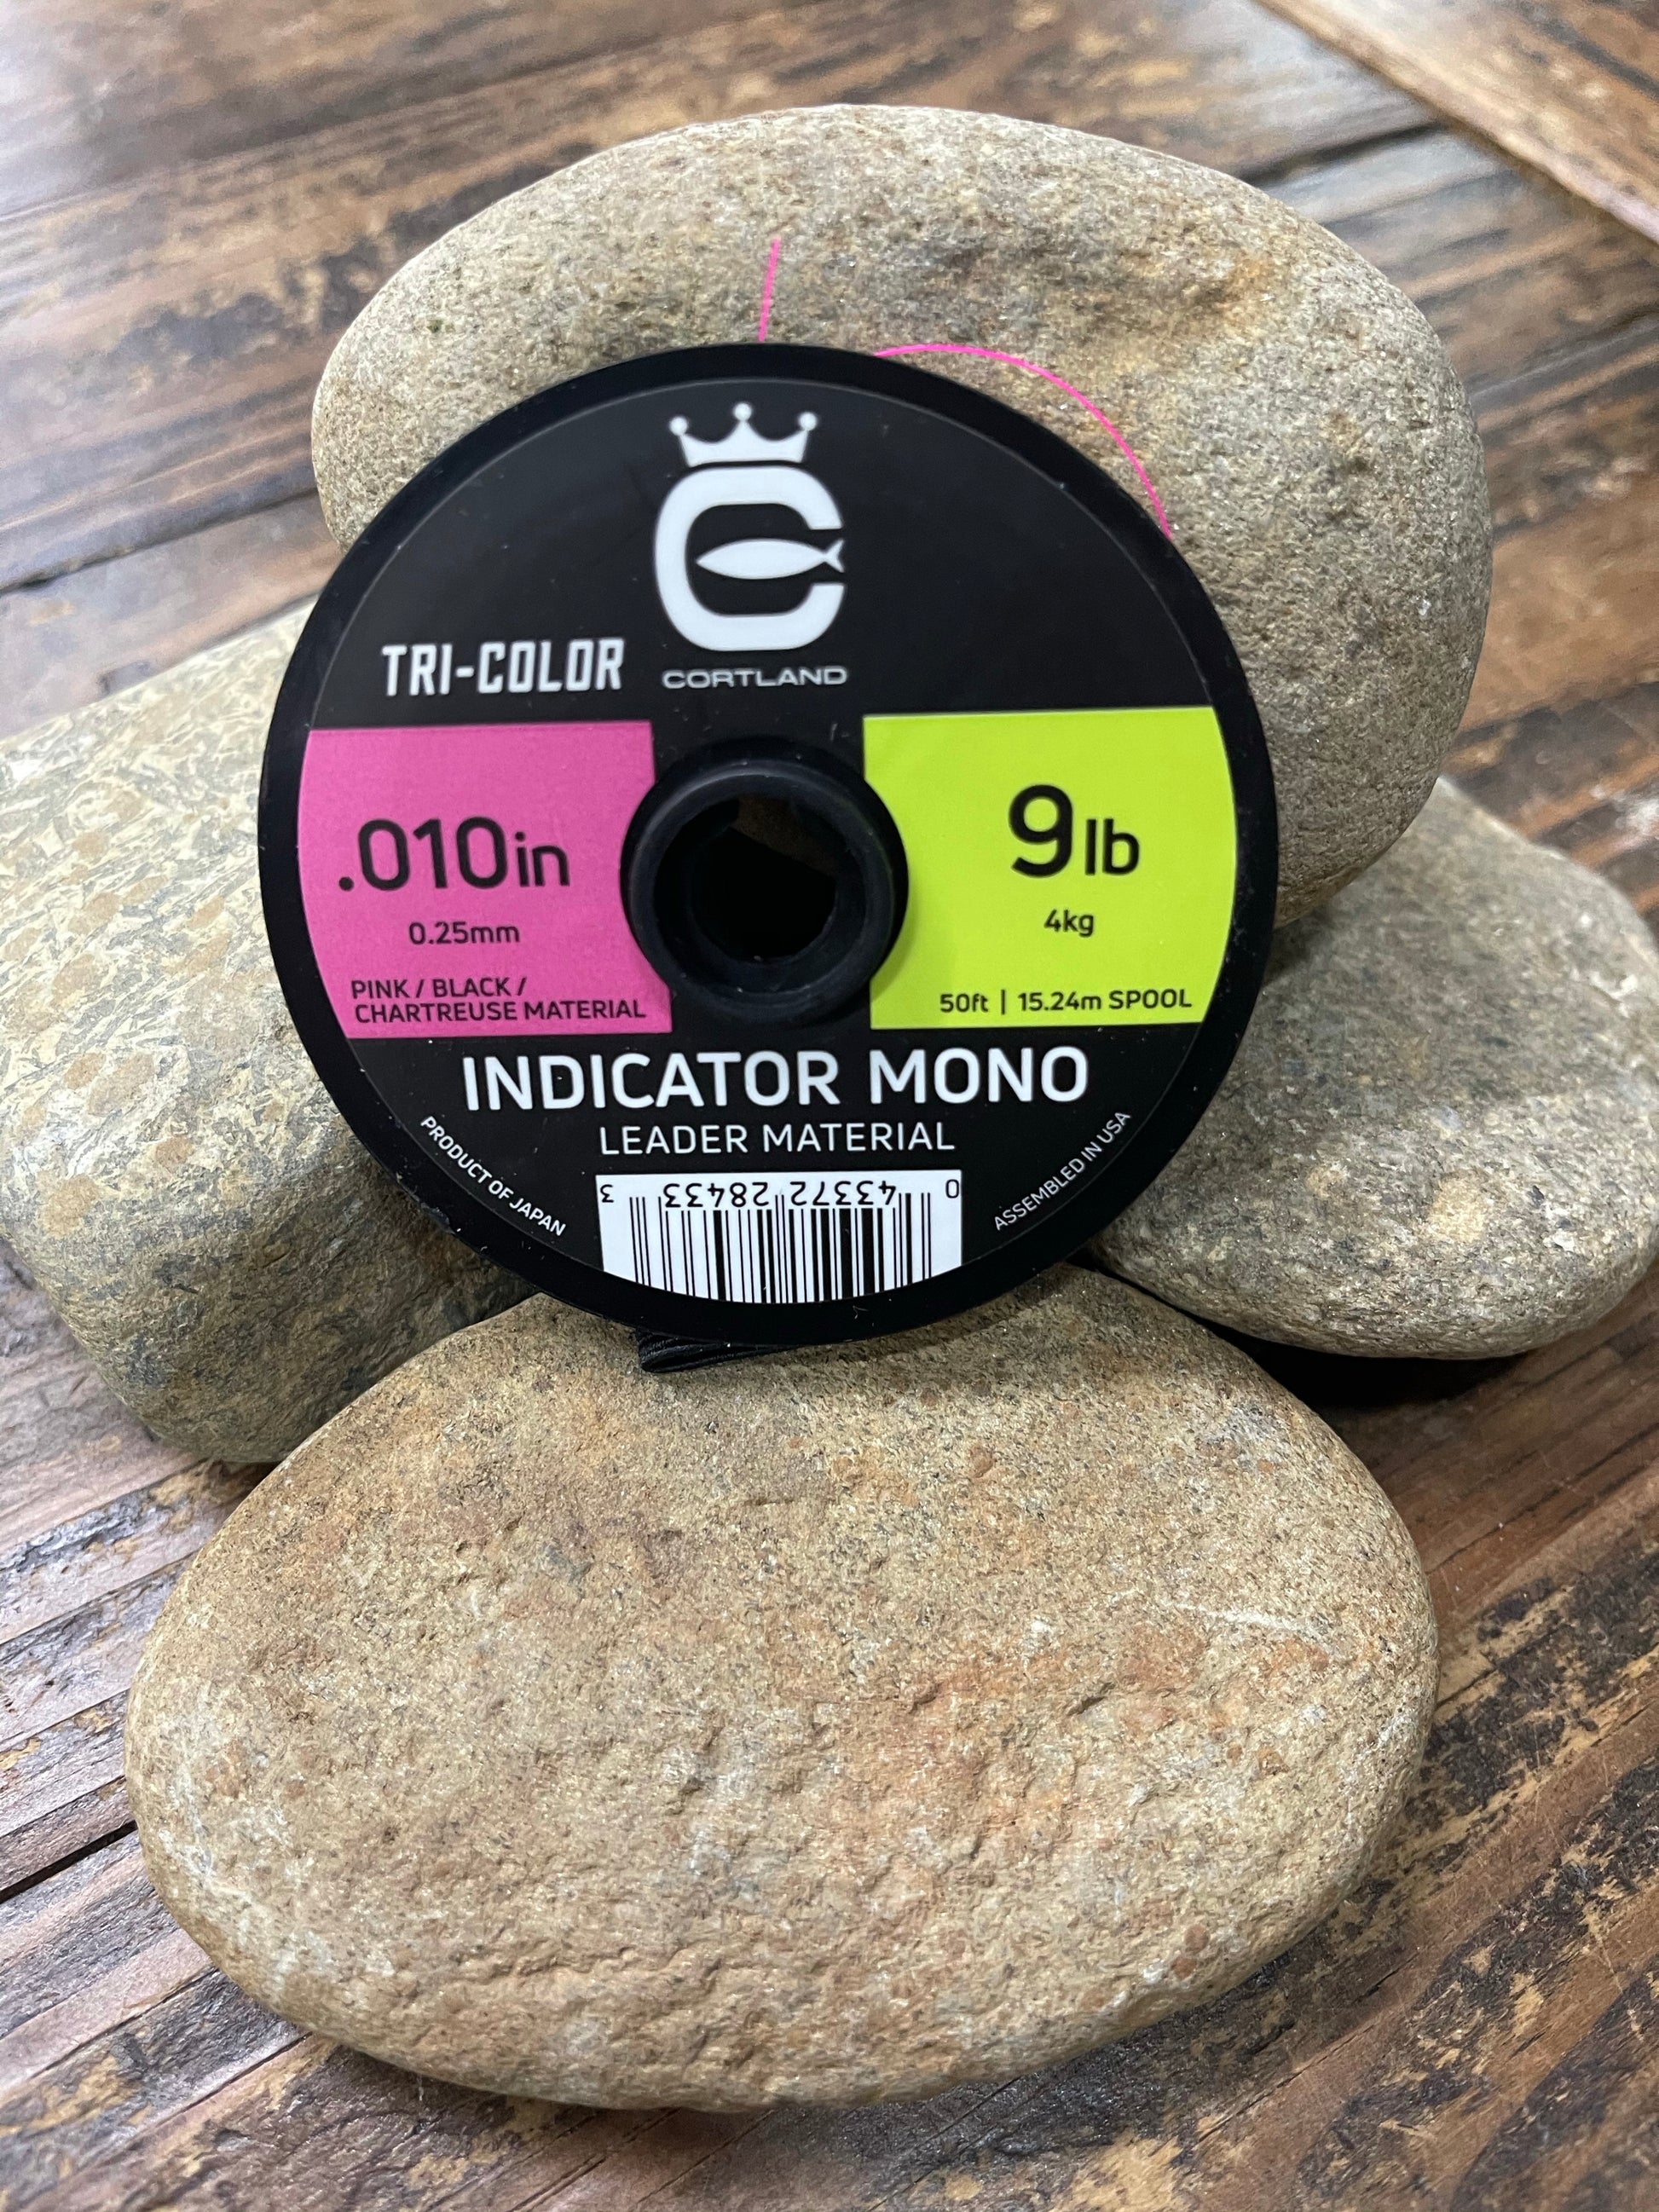 TRI-COLOR
CORTLAND
.010in
0.25mm
PINK / BLACK /
CHARTREUSE MATERIAL
9lb
4kg
50ft | 15.24m SPOOL
INDICATOR MONO
LEADER MATERIAL
PRODUCT OF JAPAN
ASSEMBLED IN USA
0 43372 28433 3